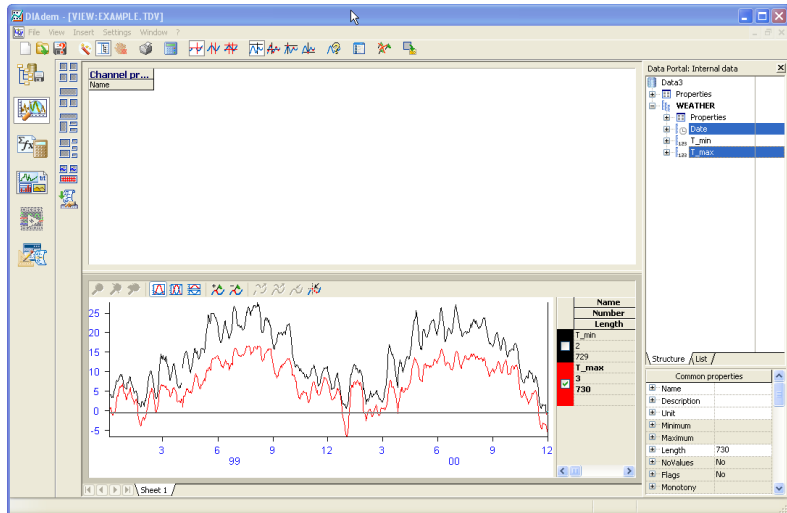 DIAdem - [VIEW:EXAMPLE.TDV]
File View Insert Settings Window ?
Channel pr...
Name
Data Portal: Internal data
Data3
Properties
WEATHER
Properties
Date
T_min
T_max
Structure List
25
20
15
10
5
0
-5
3 6 9 12 3 6 9 12
99 00
Name
Number
Length
T_min
2
729
T_max
3
730
Common properties
Name
Description
Unit
Minimum
Maximum
Length 730
NoValues No
Flags No
Monotony
Sheet 1